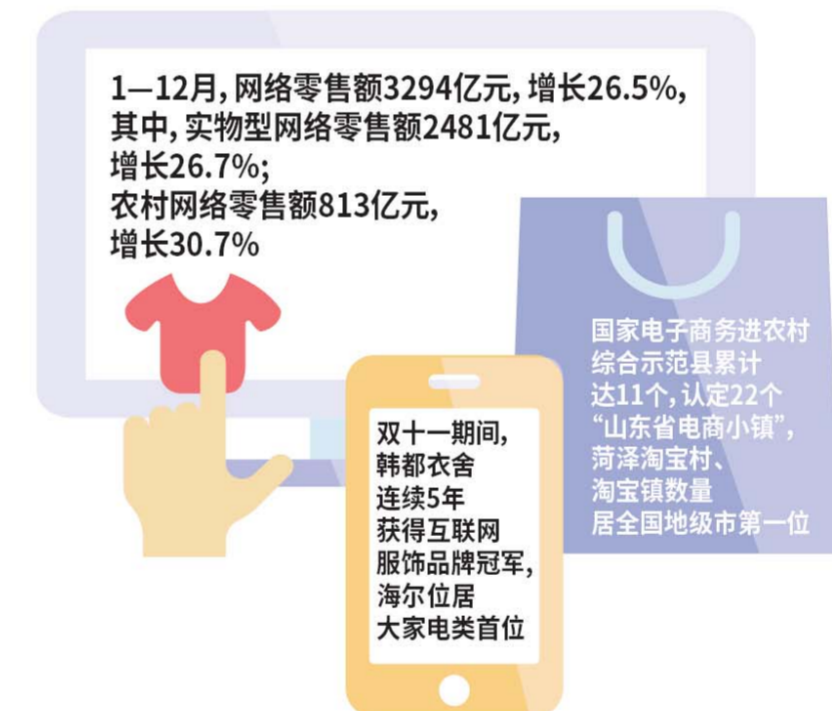 1—12月, 网络零售额3294亿元, 增长26.5%,
其中, 实物型网络零售额2481亿元,
增长26.7%;
农村网络零售额813亿元,
增长30.7%
国家电子商务进农村
综合示范县累计
达11个, 认定22个
“山东省电商小镇”,
菏泽淘宝村、
淘宝镇数量
居全国地级市第一位
双十一期间,
韩都衣舍
连续5年
获得互联网
服饰品牌冠军,
海尔位居
大家电类首位